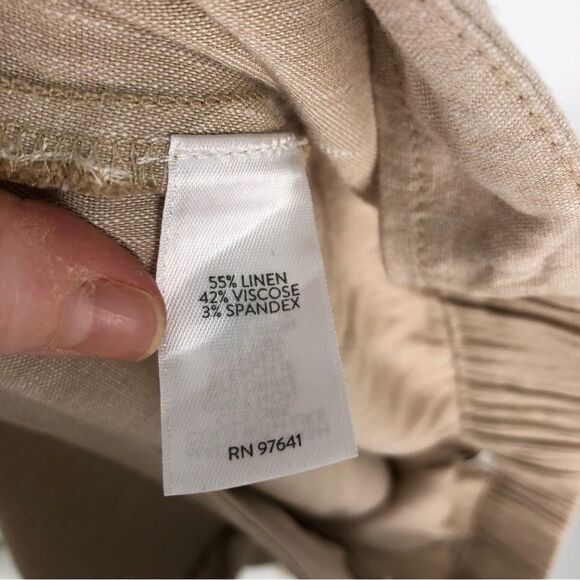 55% LINEN
42% VISCOSE
3% SPANDEX
RN 97641